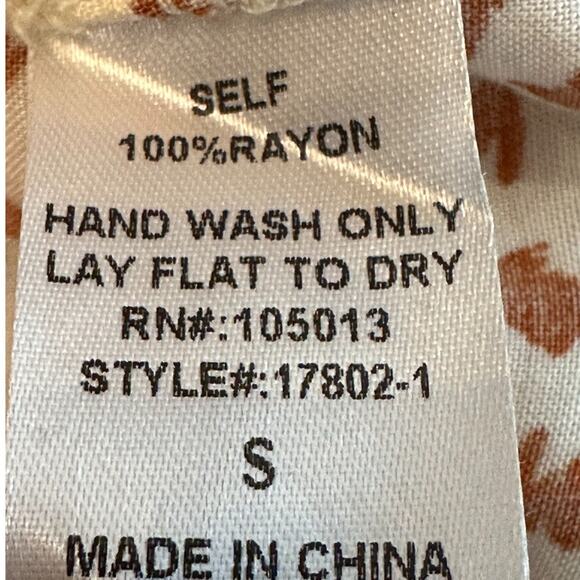 SELF
100%RAYON
HAND WASH ONLY
LAY FLAT TO DRY
RN#:105013
STYLE#:17802-1
S
MADE IN CHINA